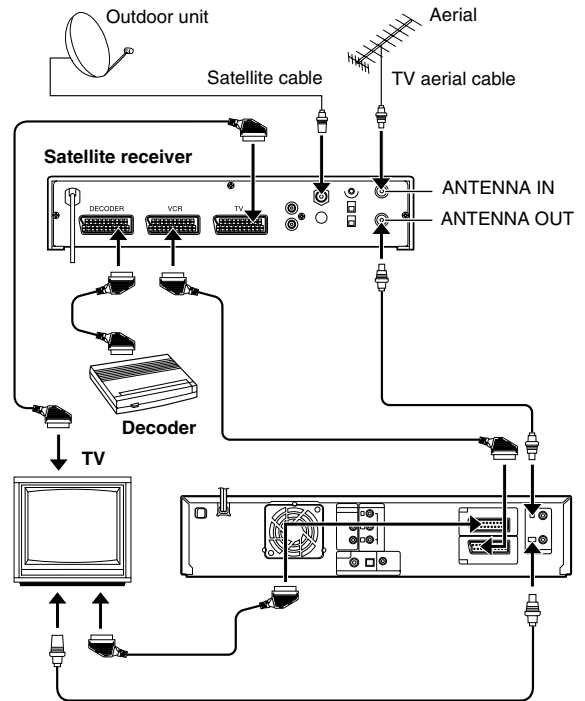 Outdoor unit
Aerial
Satellite cable
TV aerial cable
Satellite receiver
DECODER
VCR
TV
ANTENNA IN
ANTENNA OUT
Decoder
TV